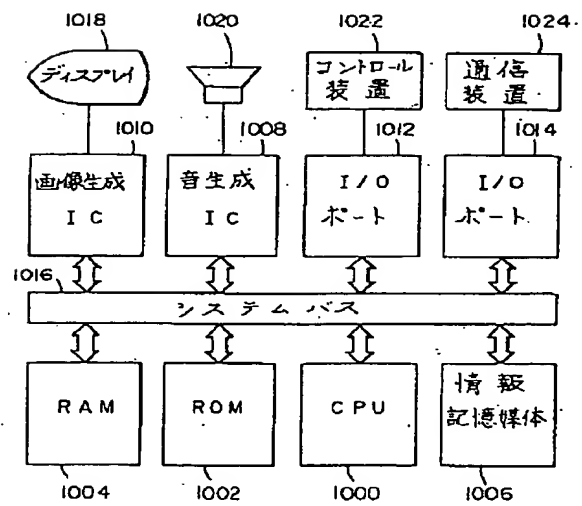 1018
1020
1022
1024
ディスプレイ
コントロール
装置
通信
装置
1010
1008
1012
1014
画像生成
IC
音生成
IC
I/O
ポート
I/O
ポート
1016
システムバス
RAM
ROM
CPU
情報
記憶媒体
1004
1002
1000
1006